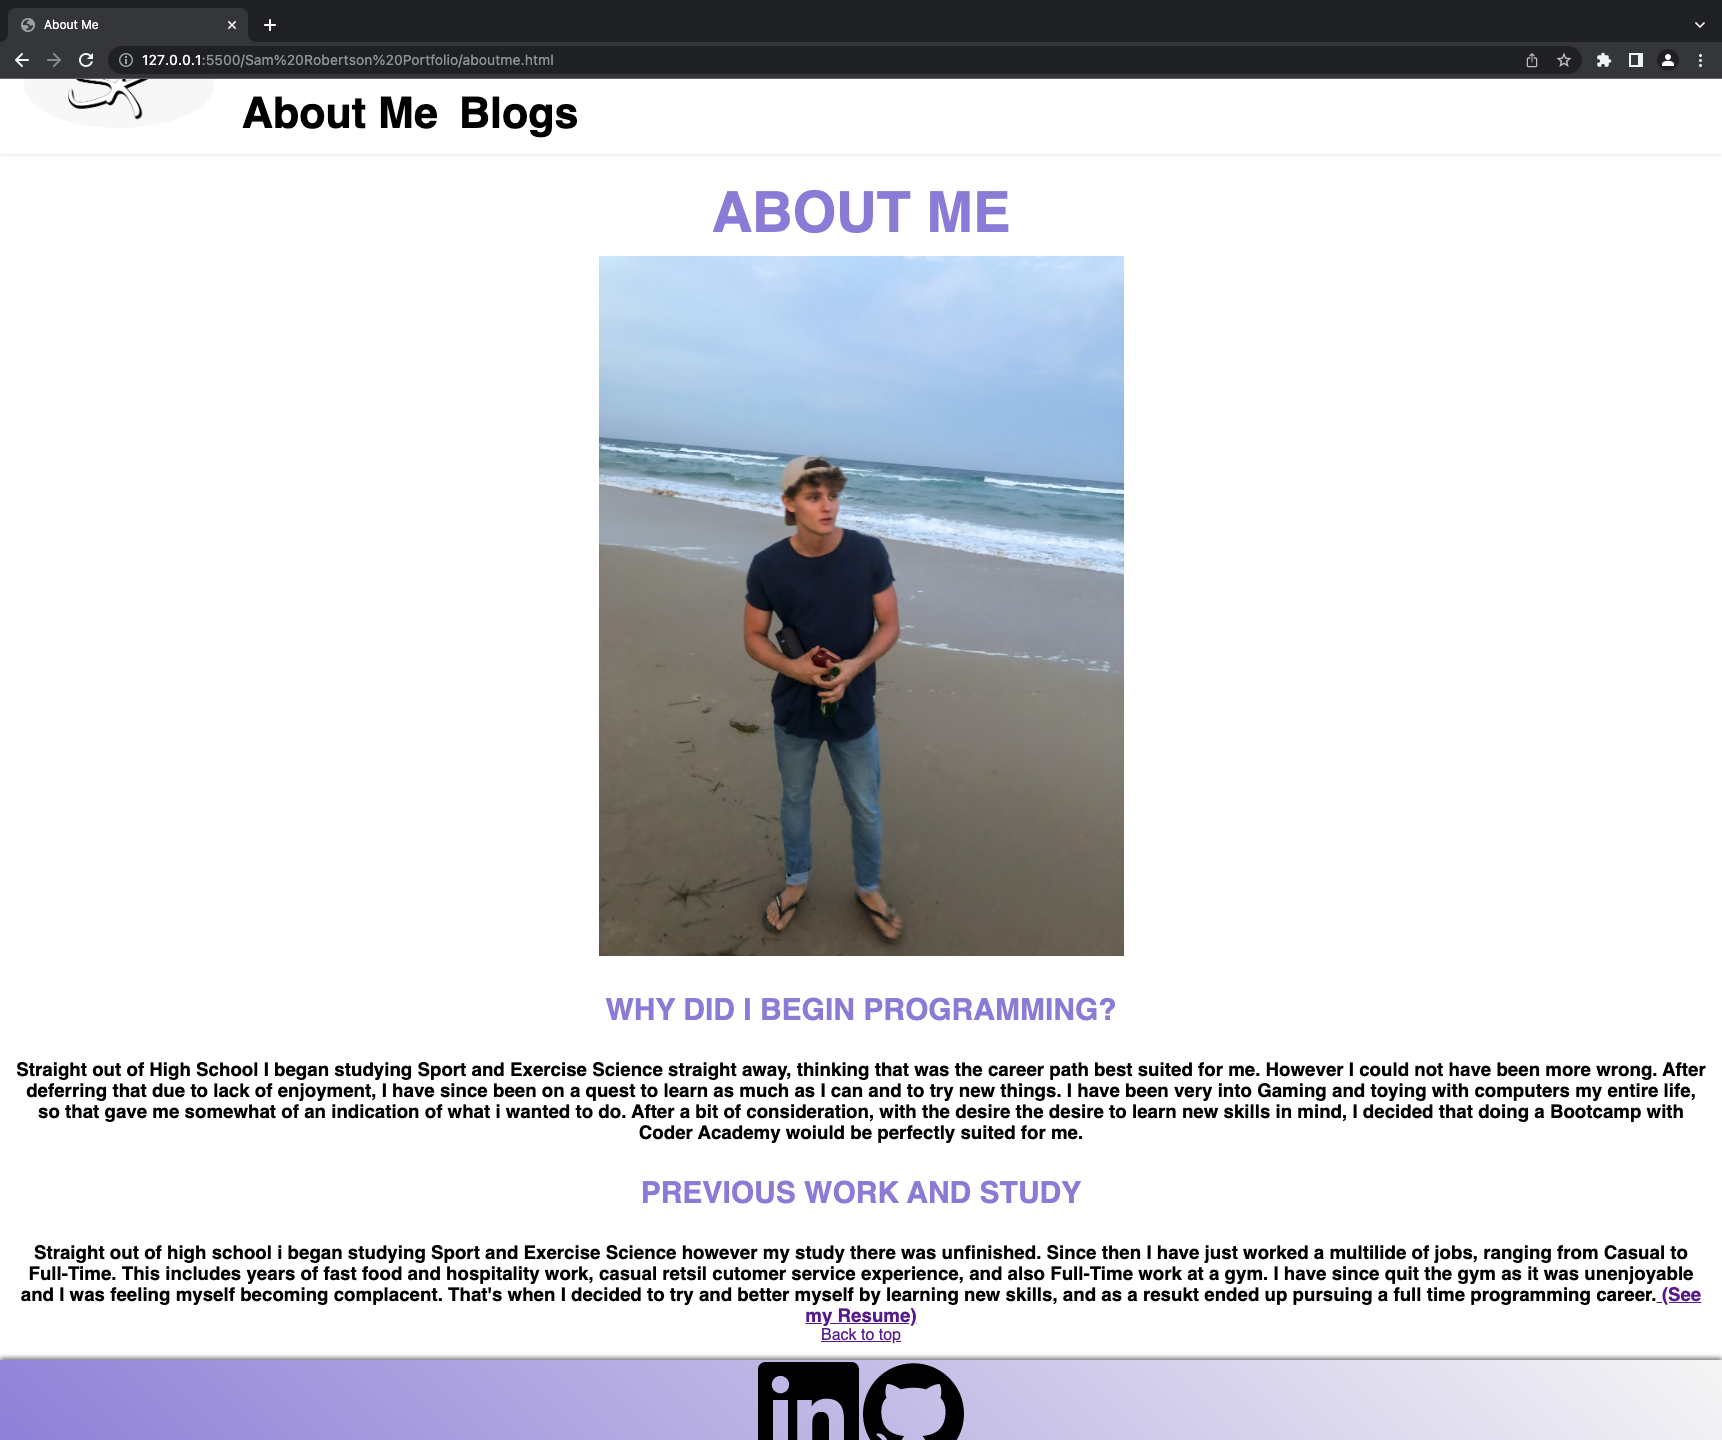 About Me
127.0.0.1:5500/Sam%20Robertson%20Portfolio/aboutme.html
About Me Blogs
ABOUT ME
WHY DID I BEGIN PROGRAMMING?
Straight out of High School I began studying Sport and Exercise Science straight away, thinking that was the career path best suited for me. However I could not have been more wrong. After
deferring that due to lack of enjoyment, I have since been on a quest to learn as much as I can and to try new things. I have been very into Gaming and toying with computers my entire life,
so that gave me somewhat of an indication of what i wanted to do. After a bit of consideration, with the desire the desire to learn new skills in mind, I decided that doing a Bootcamp with
Coder Academy woiuld be perfectly suited for me.
PREVIOUS WORK AND STUDY
Straight out of high school i began studying Sport and Exercise Science however my study there was unfinished. Since then I have just worked a multilide of jobs, ranging from Casual to
Full-Time. This includes years of fast food and hospitality work, casual retsil cutomer service experience, and also Full-Time work at a gym. I have since quit the gym as it was unenjoyable
and I was feeling myself becoming complacent. That's when I decided to try and better myself by learning new skills, and as a resukt ended up pursuing a full time programming career. (See
my Resume)
Back to top
in